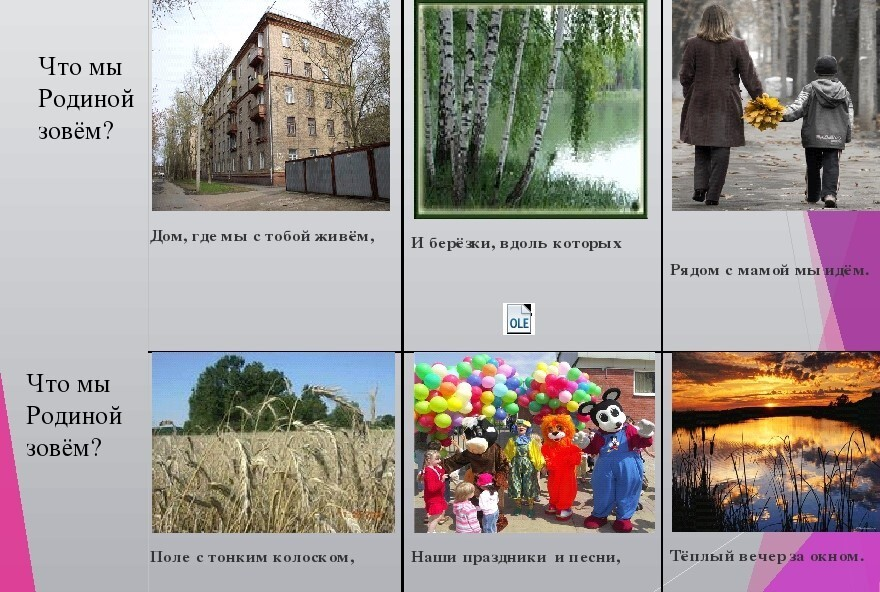 Что мы
Родиной
зовём?
Дом, где мы с тобой живём,
И берёзки, вдоль которых
Рядом с мамой мы идём.
OLE
Что мы
Родиной
зовём?
Поле с тонким колоском,
Наши праздники и песни,
Тёплый вечер за окном.